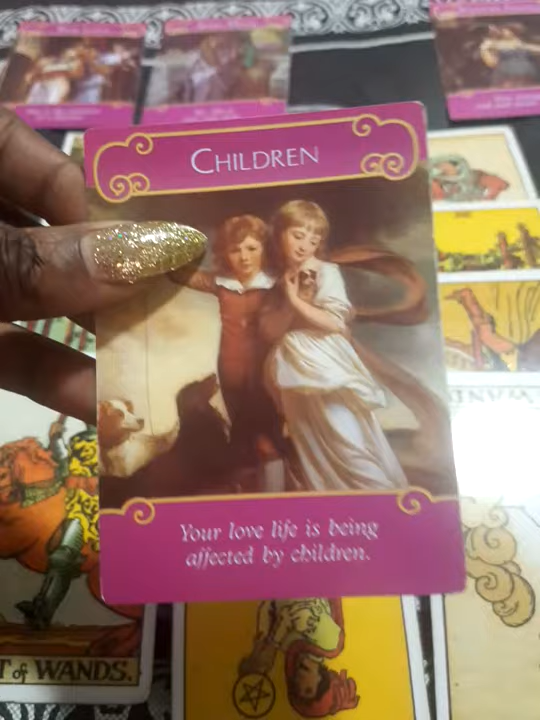 CHILDREN
Your love life is being
affected by children.
T of WANDS.